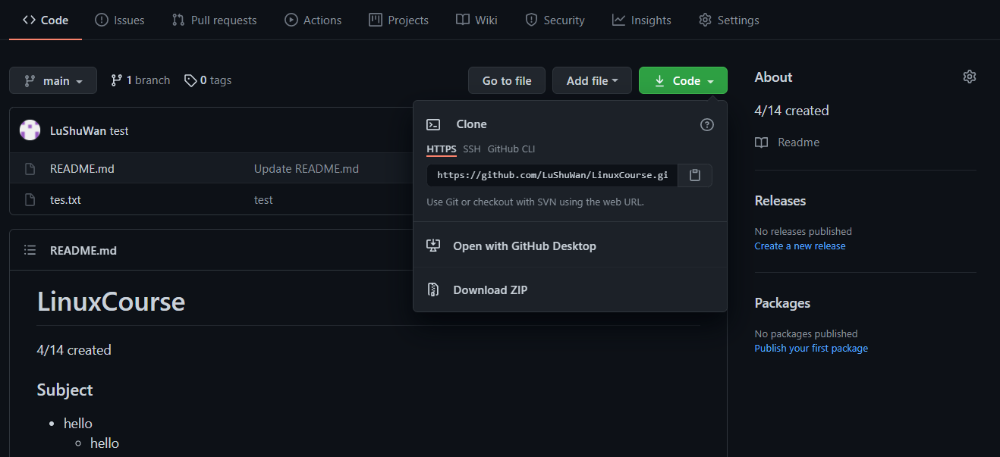 Code Issues Pull requests Actions Projects Wiki Security Insights Settings
main 1 branch 0 tags Go to file Add file Code
LuShuWan test
README.md Update README.md
tes.txt test
Clone
HTTPS SSH GitHub CLI
https://github.com/LuShuWan/LinuxCourse.gi
Use Git or checkout with SVN using the web URL.
Open with GitHub Desktop
Download ZIP
README.md
LinuxCourse
4/14 created
Subject
hello
hello
About
4/14 created
Readme
Releases
No releases published
Create a new release
Packages
No packages published
Publish your first package